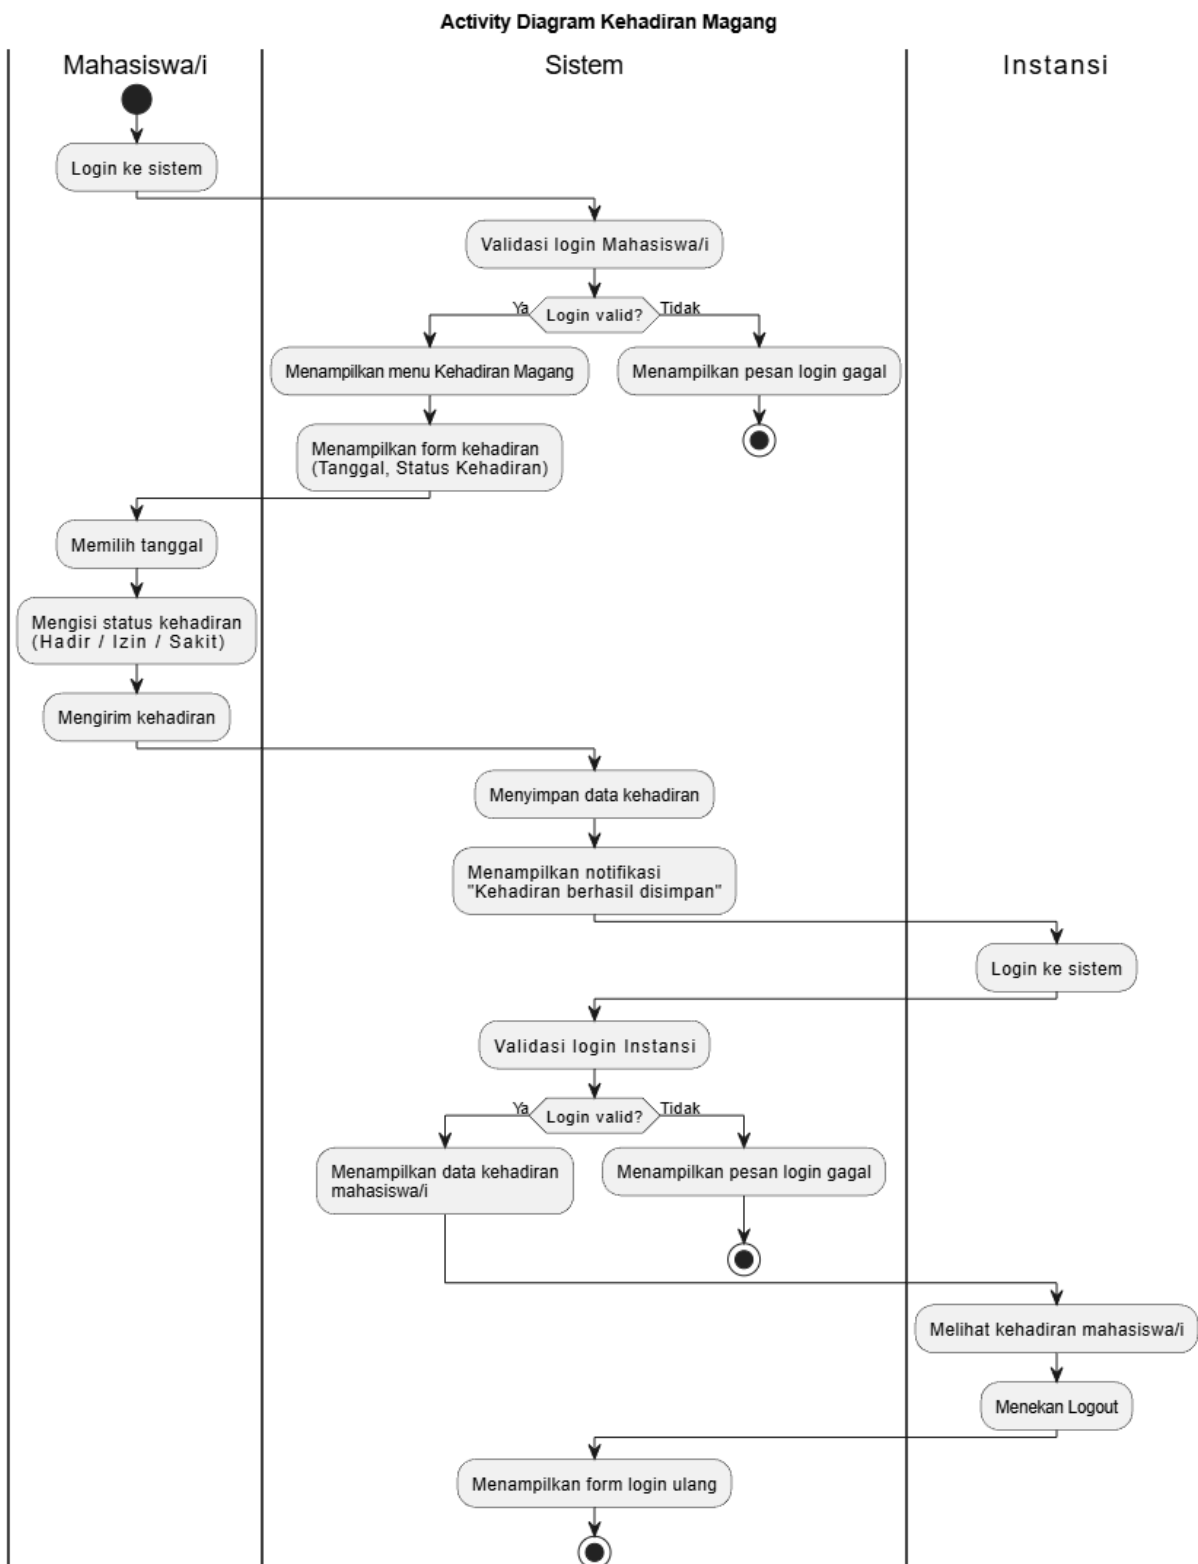 Activity Diagram Kehadiran Magang
Mahasiswa/i
Sistem
Instansi
Login ke sistem
Validasi login Mahasiswa/i
Ya
Login valid?
Tidak
Menampilkan menu Kehadiran Magang
Menampilkan pesan login gagal
Menampilkan form kehadiran
(Tanggal, Status Kehadiran)
Memilih tanggal
Mengisi status kehadiran
(Hadir / Izin / Sakit)
Mengirim kehadiran
Menyimpan data kehadiran
Menampilkan notifikasi
"Kehadiran berhasil disimpan"
Login ke sistem
Validasi login Instansi
Ya
Login valid?
Tidak
Menampilkan data kehadiran
mahasiswa/i
Menampilkan pesan login gagal
Melihat kehadiran mahasiswa/i
Menekan Logout
Menampilkan form login ulang